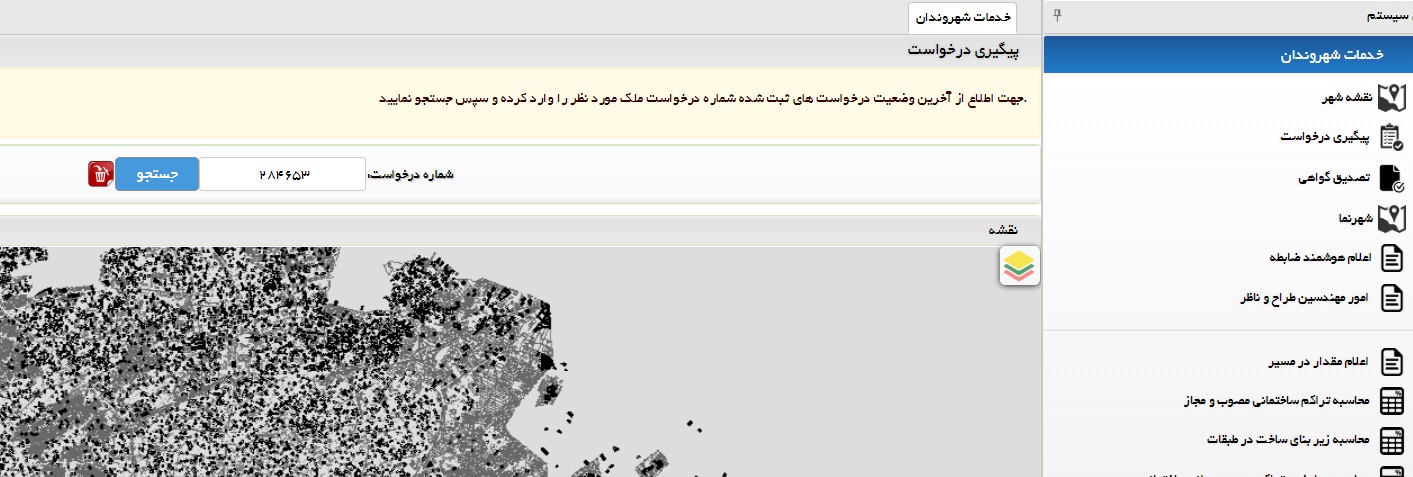 سیستم
خدمات شهروندان
نقشه شهر
پیگیری درخواست
تصدیق گواهی
شهرنما
اعلام هوشمند ضابطه
امور مهندسین طراح و ناظر
اعلام مقدار در مسیر
محاسبه تراکم ساختمانی مصوب و مجاز
محاسبه زیر بنای ساخت در طبقات
خدمات شهروندان
پیگیری درخواست
.جهت اطلاع از آخرین وضعیت درخواست های ثبت شده شماره درخواست ملک مورد نظر را وارد کرده و سپس جستجو نمایید
شماره درخواست: ۲۸۴۶۵۳ جستجو
نقشه